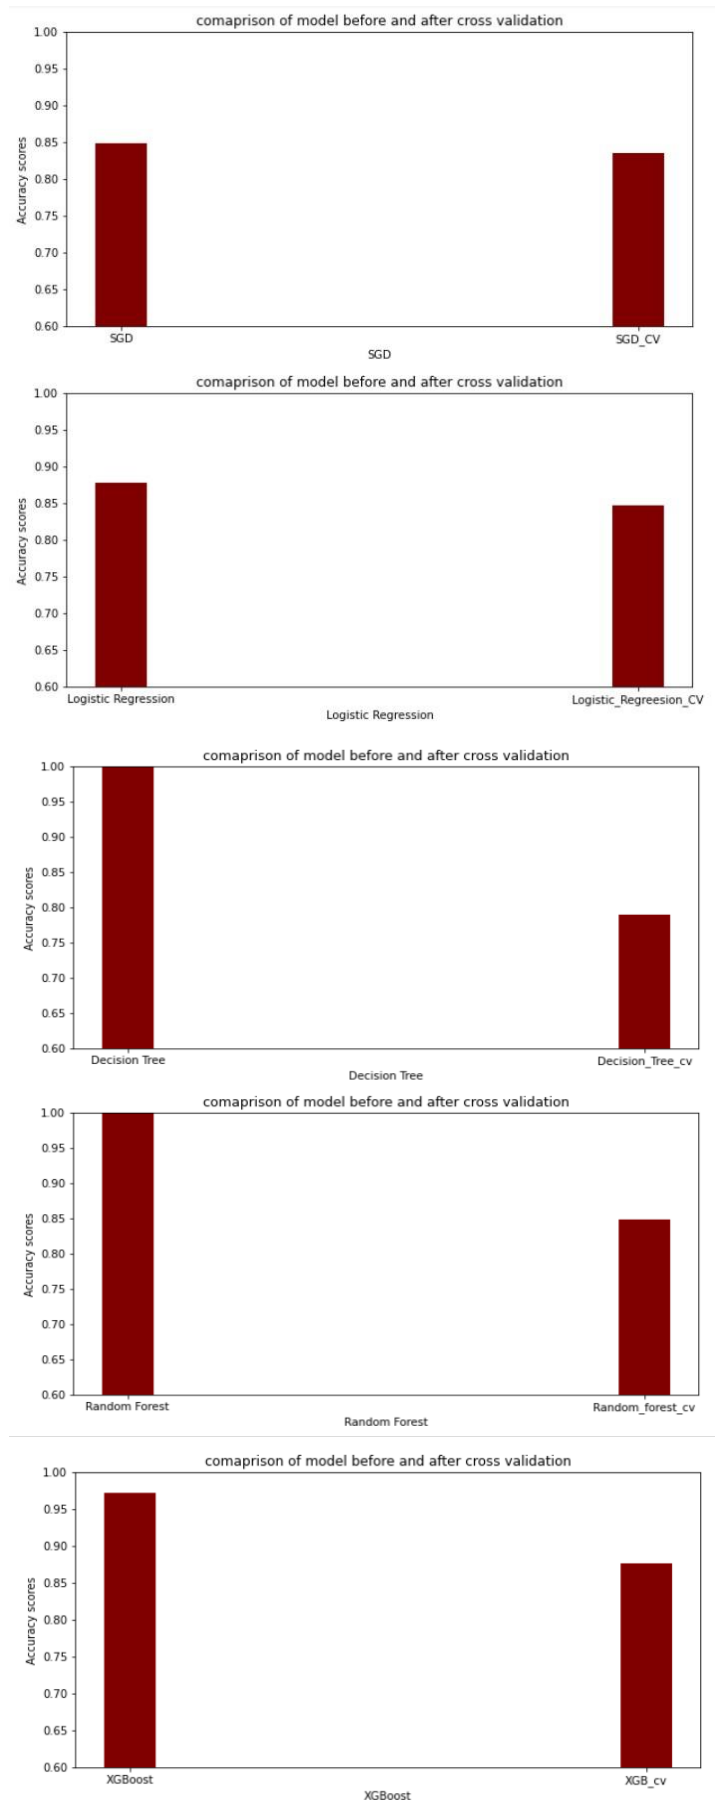 comaprison of model before and after cross validation
1.00
0.95
0.90
0.85
0.80
0.75
0.70
0.65
0.60
Accuracy scores
SGD
SGD_CV
SGD
comaprison of model before and after cross validation
1.00
0.95
0.90
0.85
0.80
0.75
0.70
0.65
0.60
Accuracy scores
Logistic Regression
Logistic_Regreesion_CV
Logistic Regression
comaprison of model before and after cross validation
1.00
0.95
0.90
0.85
0.80
0.75
0.70
0.65
0.60
Accuracy scores
Decision Tree
Decision_Tree_cv
Decision Tree
comaprison of model before and after cross validation
1.00
0.95
0.90
0.85
0.80
0.75
0.70
0.65
0.60
Accuracy scores
Random Forest
Random_forest_cv
Random Forest
comaprison of model before and after cross validation
1.00
0.95
0.90
0.85
0.80
0.75
0.70
0.65
0.60
Accuracy scores
XGBoost
XGB_cv
XGBoost